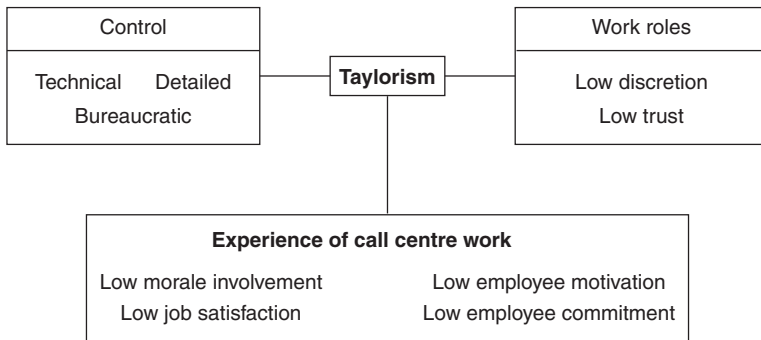 Control
Technical Detailed
Bureaucratic
Taylorism
Work roles
Low discretion
Low trust
Experience of call centre work
Low morale involvement Low employee motivation
Low job satisfaction Low employee commitment